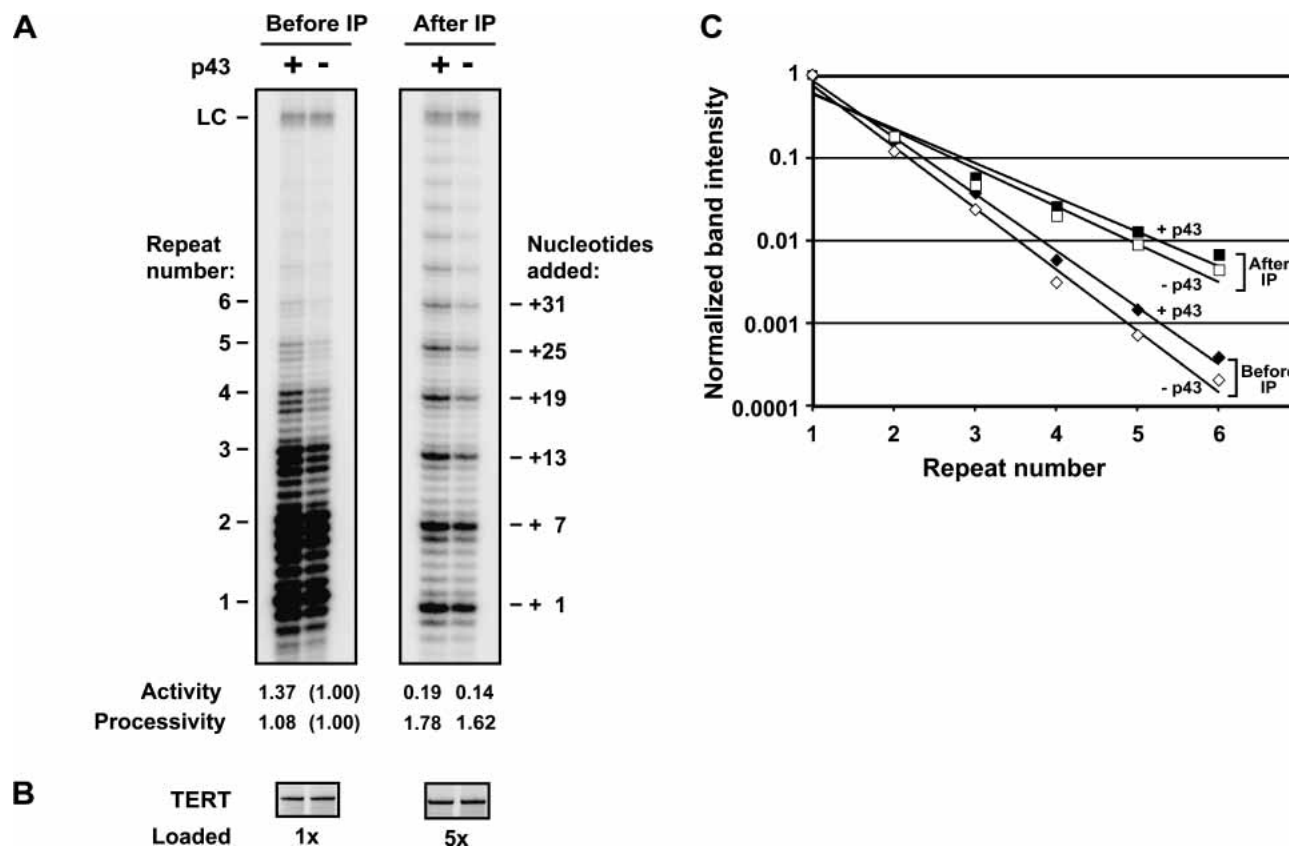 A
Before IP
After IP
p43
+ -
+ -
LC
Repeat
number:
6
5
4
3
2
1
Nucleotides
added:
+31
+25
+19
+13
+ 7
+ 1
Activity 1.37 (1.00) 0.19 0.14
Processivity 1.08 (1.00) 1.78 1.62
B
TERT
Loaded 1x 5x
C
Normalized band intensity
1
0.1
0.01
0.001
0.0001
1 2 3 4 5 6
Repeat number
+ p43
- p43
After
IP
+ p43
- p43
Before
IP